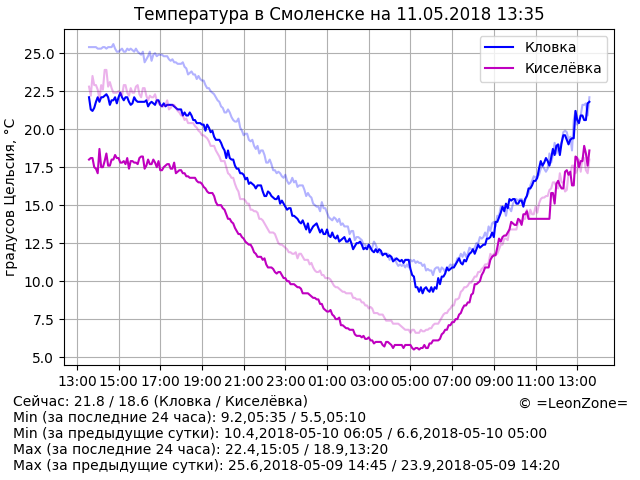 Температура в Смоленске на 11.05.2018 13:35
градусов Цельсия, °C
25.0
22.5
20.0
17.5
15.0
12.5
10.0
7.5
5.0
Кловка
Киселёвка
13:00 15:00 17:00 19:00 21:00 23:00 01:00 03:00 05:00 07:00 09:00 11:00 13:00
Сейчас: 21.8 / 18.6 (Кловка / Киселёвка)
© =LeonZone=
Min (за последние 24 часа): 9.2,05:35 / 5.5,05:10
Min (за предыдущие сутки): 10.4,2018-05-10 06:05 / 6.6,2018-05-10 05:00
Max (за последние 24 часа): 22.4,15:05 / 18.9,13:20
Max (за предыдущие сутки): 25.6,2018-05-09 14:45 / 23.9,2018-05-09 14:20